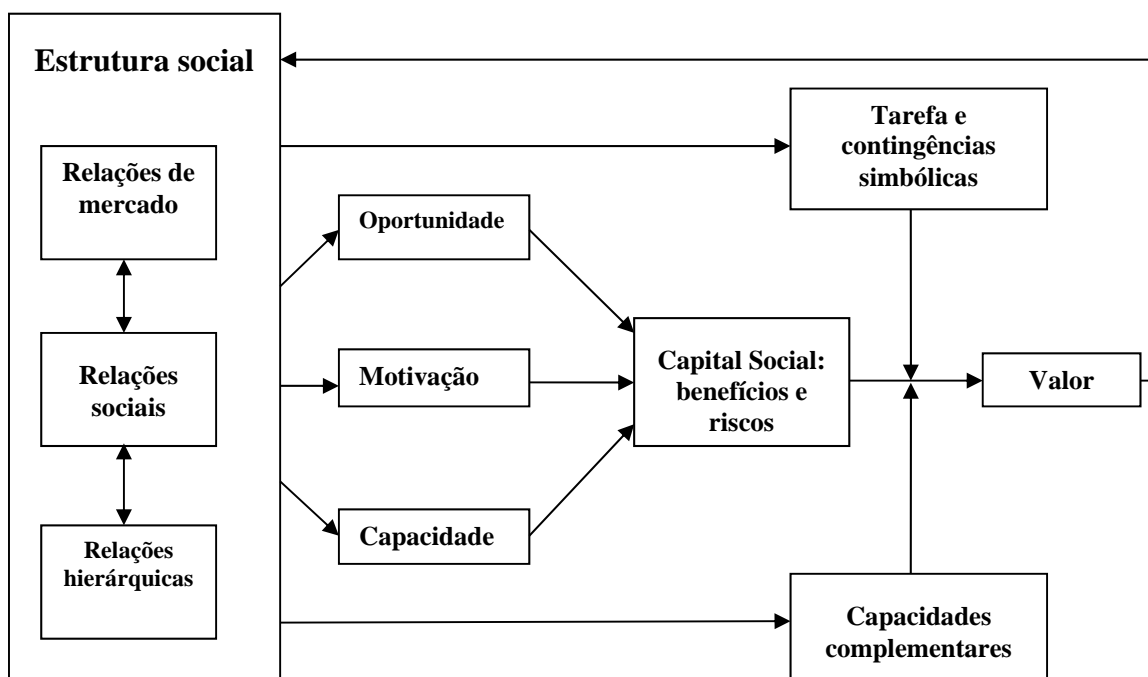 Estrutura social
Relações de
mercado
Relações
sociais
Relações
hierárquicas
Oportunidade
Motivação
Capacidade
Capital Social:
benefícios e
riscos
Tarefa e
contingências
simbólicas
Capacidades
complementares
Valor